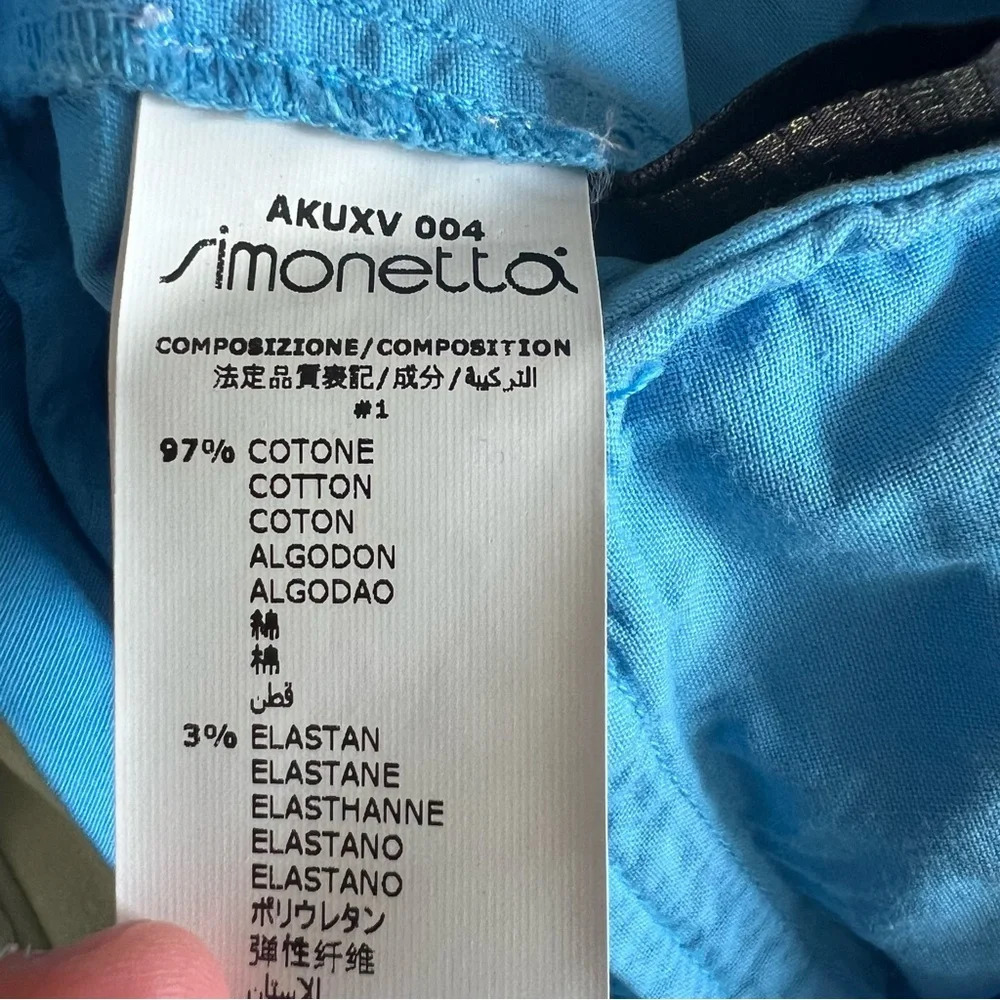 AKUXV 004
simonetta
COMPOSIZIONE/COMPOSITION
法定品質表記/成分/التركيبة
#1
97% COTONE
COTTON
COTON
ALGODON
ALGODAO
綿
棉
قطن
3% ELASTAN
ELASTANE
ELASTHANNE
ELASTANO
ELASTANO
ポリウレタン
弹性纤维